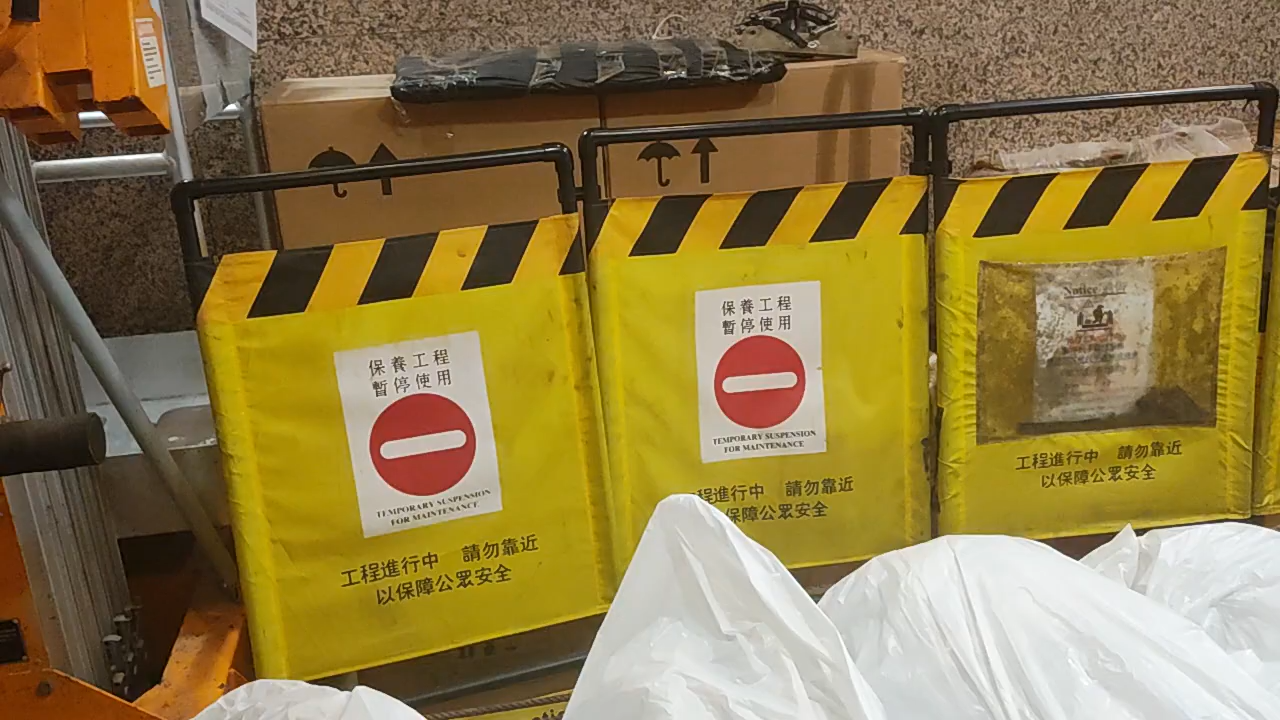 保養工程
暫停使用
TEMPORARY SUSPENSION
FOR MAINTENANCE
工程進行中 請勿靠近
以保障公眾安全
保養工程
暫停使用
TEMPORARY SUSPENSION
FOR MAINTENANCE
程進行中 請勿靠近
保障公眾安全
Notice
工程進行中 請勿靠近
以保障公眾安全